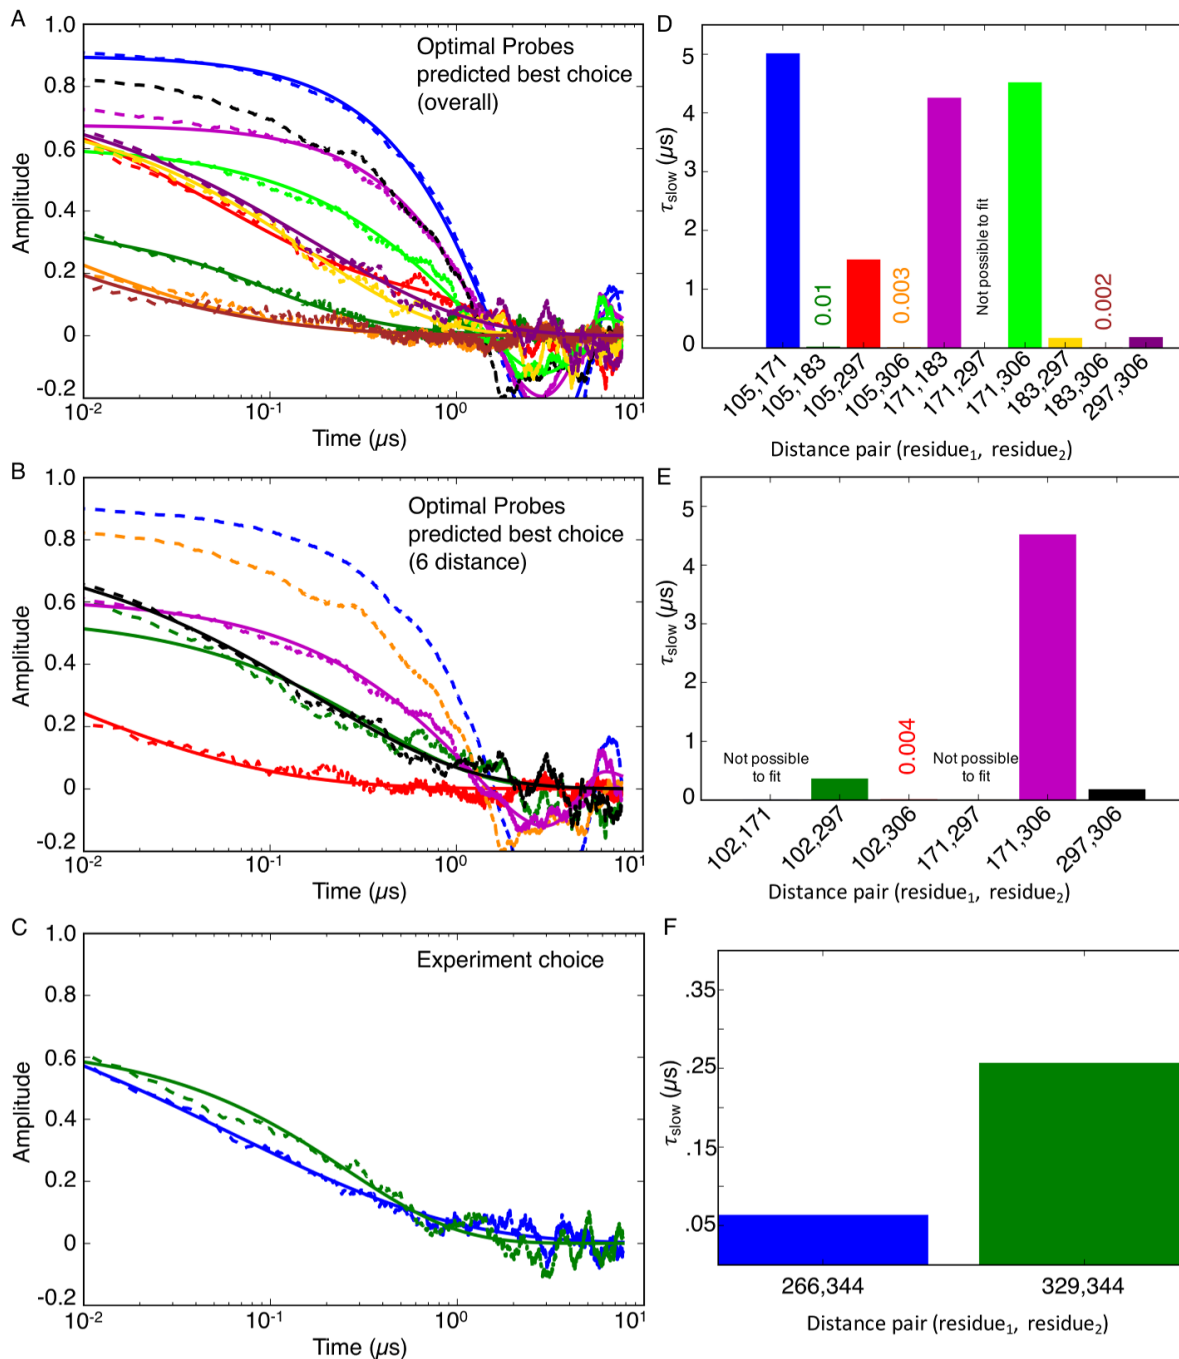 A
Optimal Probes
predicted best choice
(overall)
1.0
0.8
0.6
0.4
0.2
0
-0.2
Amplitude
10-2
10-1
100
101
Time (µs)
D
5
4
3
2
1
0
τslow (µs)
0.01
0.003
Not possible to fit
0.002
105,171
105,183
105,297
105,306
171,183
171,297
171,306
183,297
183,306
297,306
Distance pair (residue1, residue2)
B
Optimal Probes
predicted best choice
(6 distance)
1.0
0.8
0.6
0.4
0.2
0
-0.2
Amplitude
10-2
10-1
100
101
Time (µs)
E
5
4
3
2
1
0
τslow (µs)
Not possible
to fit
0.004
Not possible
to fit
102,171
102,297
102,306
171,297
171,306
297,306
Distance pair (residue1, residue2)
C
Experiment choice
1.0
0.8
0.6
0.4
0.2
0
-0.2
Amplitude
10-2
10-1
100
101
Time (µs)
F
.35
.25
.15
.05
τslow (µs)
266,344
329,344
Distance pair (residue1, residue2)